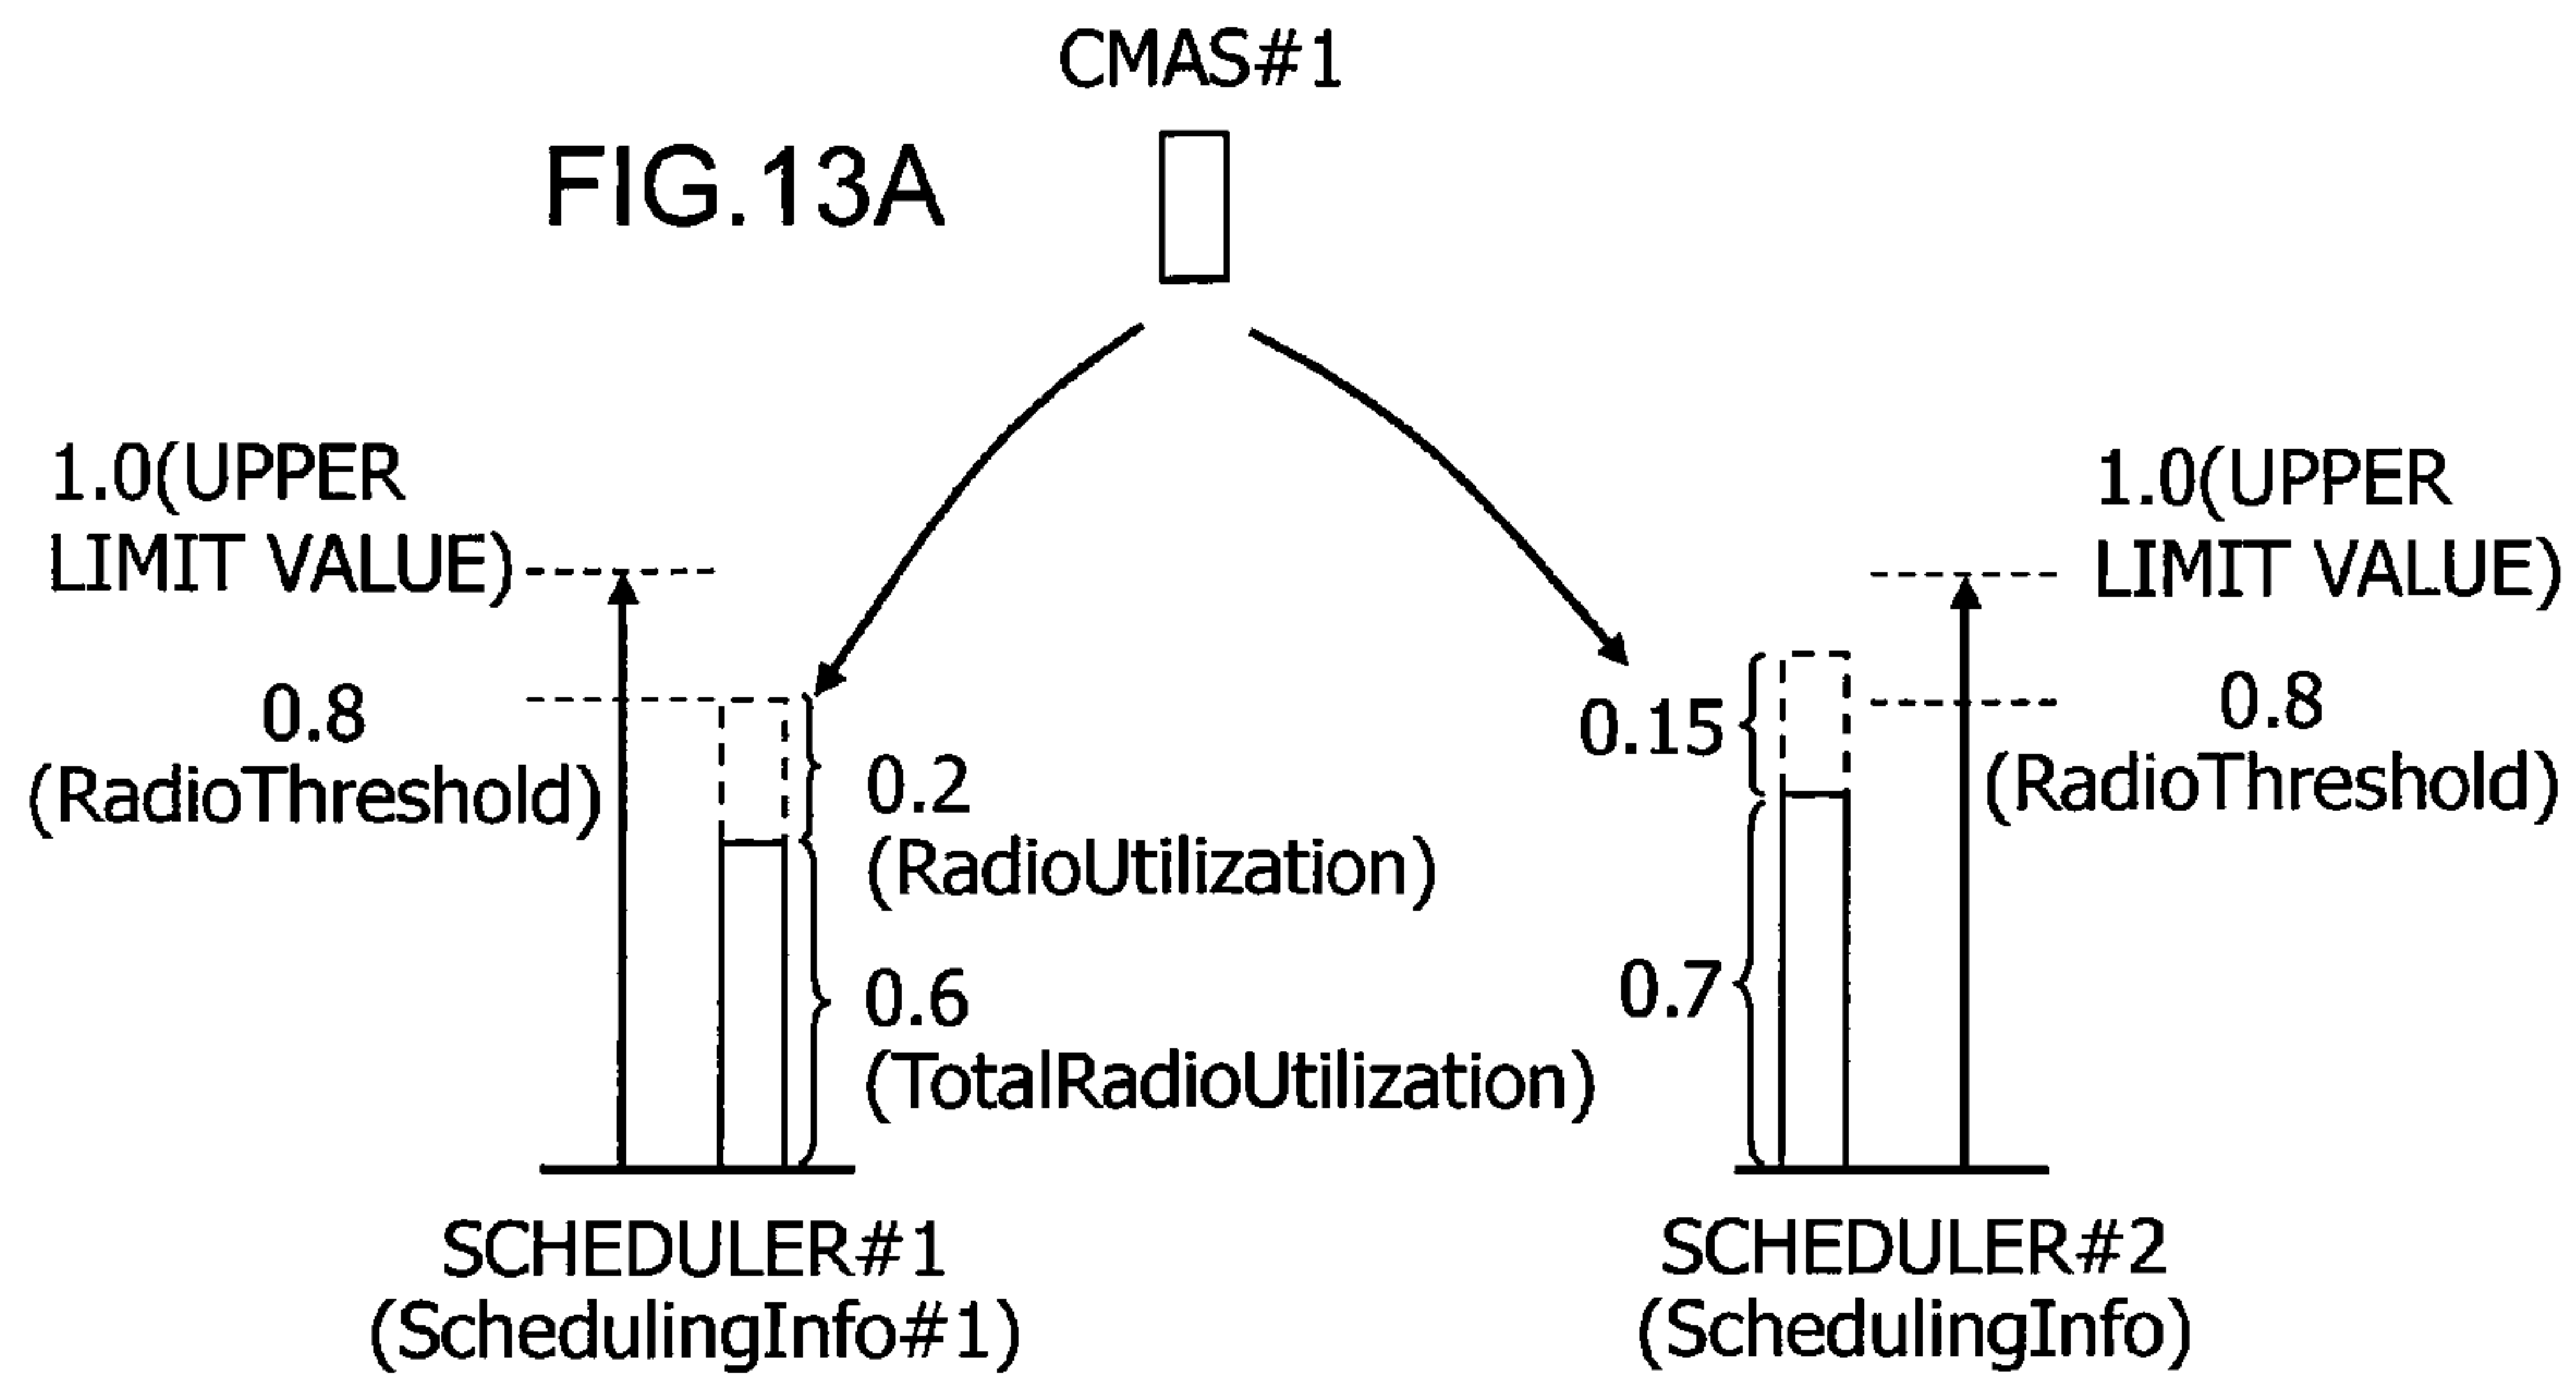 CMAS#1
FIG.13A
1.0(UPPER
LIMIT VALUE)
0.8
(RadioThreshold)
0.2
(RadioUtilization)
0.6
(TotalRadioUtilization)
SCHEDULER#1
(SchedulingInfo#1)
1.0(UPPER
LIMIT VALUE)
0.15
0.8
(RadioThreshold)
0.7
SCHEDULER#2
(SchedulingInfo)